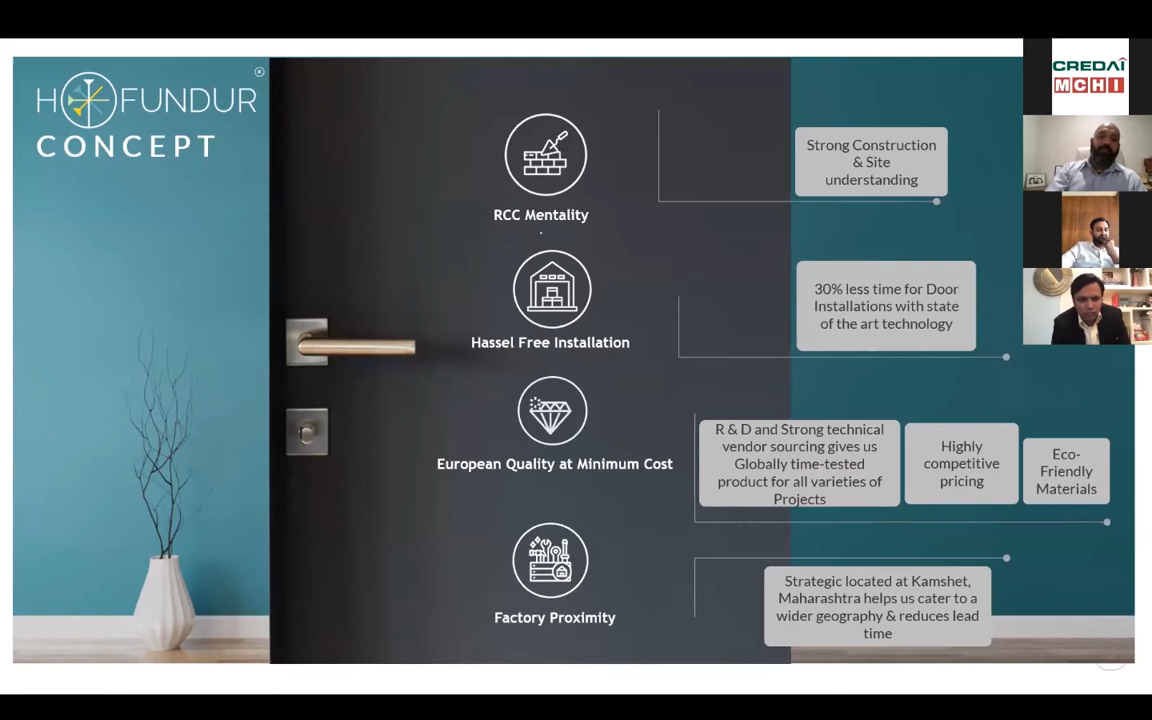 HOFUNDUR
®
CONCEPT
RCC Mentality
.
Strong Construction
& Site
understanding
Hassel Free Installation
30% less time for Door
Installations with state
of the art technology
European Quality at Minimum Cost
R & D and Strong technical
vendor sourcing gives us
Globally time-tested
product for all varieties of
Projects
Highly
competitive
pricing
Eco-
Friendly
Materials
Factory Proximity
Strategic located at Kamshet,
Maharashtra helps us cater to a
wider geography & reduces lead
time
CREDAI
MCHI